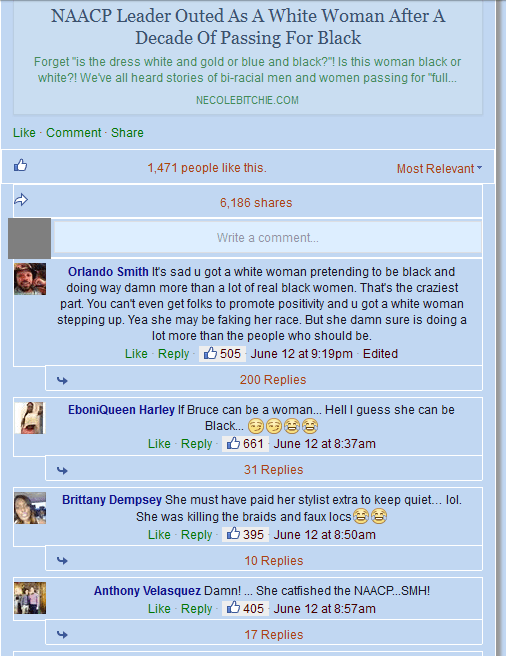 NAACP Leader Outed As A White Woman After A
Decade Of Passing For Black
Forget "is the dress white and gold or blue and black?"! Is this woman black or
white?! We've all heard stories of bi-racial men and women passing for "full...
NECOLEBITCHIE.COM
Like · Comment · Share
1,471 people like this.
Most Relevant
6,186 shares
Write a comment...
Orlando Smith It's sad u got a white woman pretending to be black and
doing way damn more than a lot of real black women. That's the craziest
part. You can't even get folks to promote positivity and u got a white woman
stepping up. Yea she may be faking her race. But she damn sure is doing a
lot more than the people who should be.
Like · Reply · 505 · June 12 at 9:19pm · Edited
200 Replies
EboniQueen Harley If Bruce can be a woman... Hell I guess she can be
Black... 😏😏😂😂
Like · Reply · 661 · June 12 at 8:37am
31 Replies
Brittany Dempsey She must have paid her stylist extra to keep quiet... lol.
She was killing the braids and faux locs😂😂
Like · Reply · 395 · June 12 at 8:50am
10 Replies
Anthony Velasquez Damn! ... She catfished the NAACP...SMH!
Like · Reply · 405 · June 12 at 8:57am
17 Replies